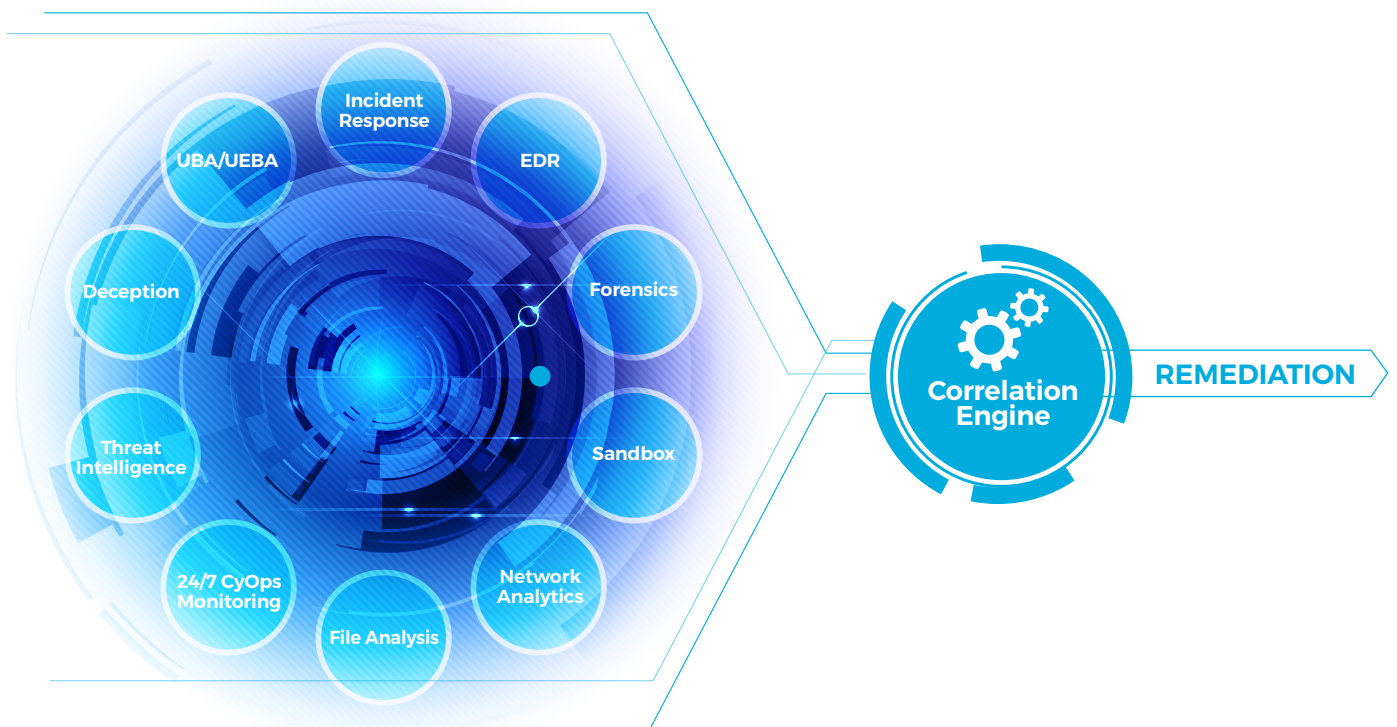 Incident
Response
EDR
Forensics
Sandbox
Network
Analytics
File Analysis
24/7 CyOps
Monitoring
Threat
Intelligence
Deception
UBA/UEBA
Correlation
Engine
REMEDIATION